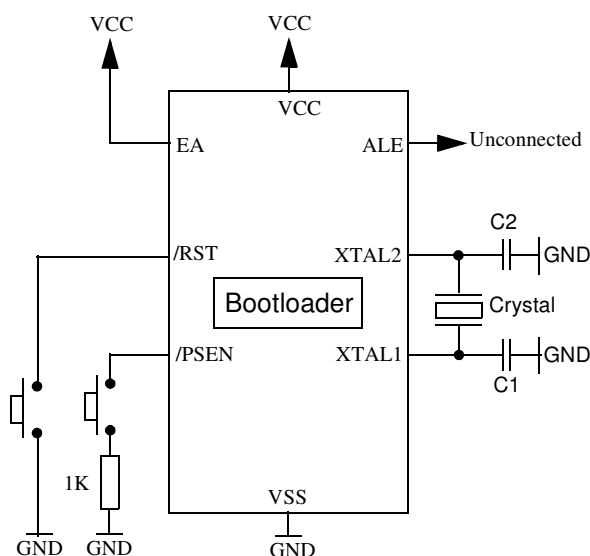 VCC
VCC
VCC
EA
ALE
Unconnected
C2
/RST
XTAL2
GND
Bootloader
Crystal
/PSEN
XTAL1
GND
C1
1K
VSS
GND
GND
GND